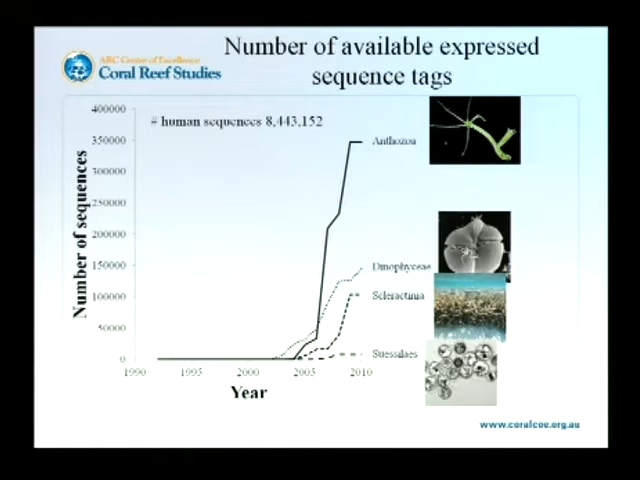 Number of available expressed
sequence tags
ARC Center of Excellence
Coral Reef Studies
# human sequences 8,443,152
400000
350000
300000
250000
200000
150000
100000
50000
0
Number of sequences
1990
1995
2000
2005
2010
Year
Anthozoa
Dinophyceae
Scleractinia
Suessiales
www.coralcoe.org.au